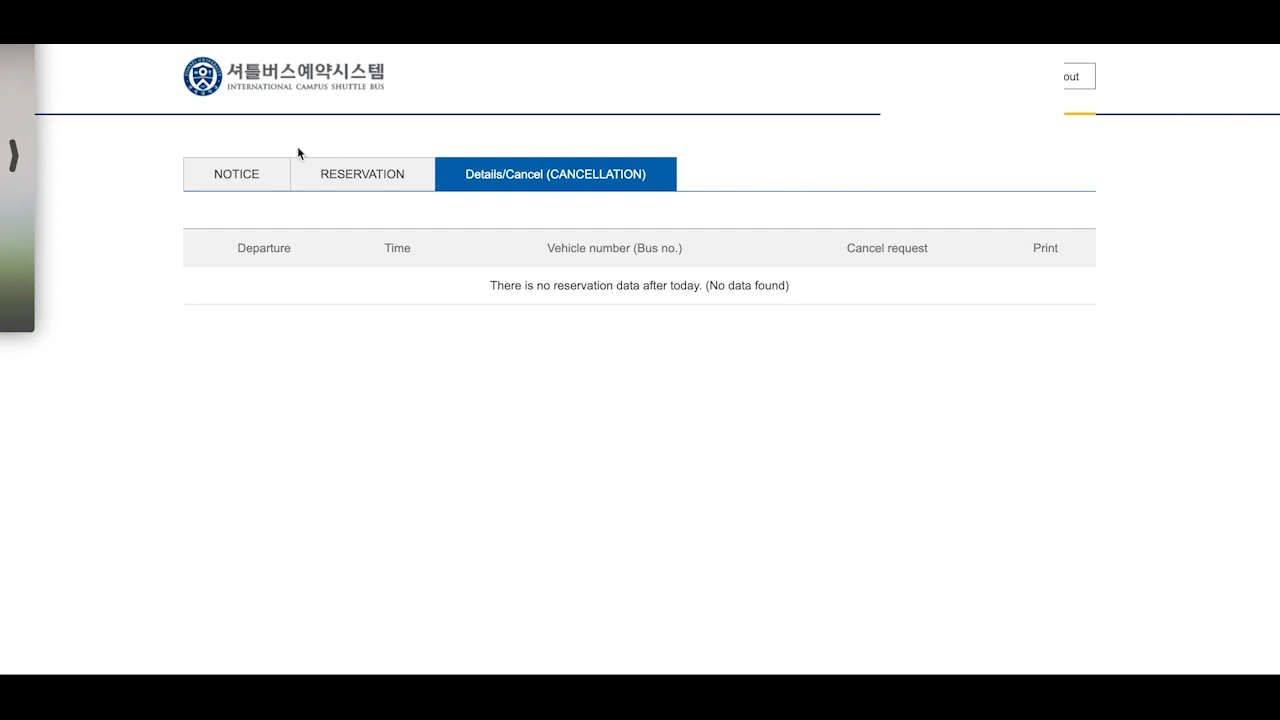 셔틀버스예약시스템
INTERNATIONAL CAMPUS SHUTTLE BUS
out
NOTICE RESERVATION Details/Cancel (CANCELLATION)
Departure Time Vehicle number (Bus no.) Cancel request Print
There is no reservation data after today. (No data found)